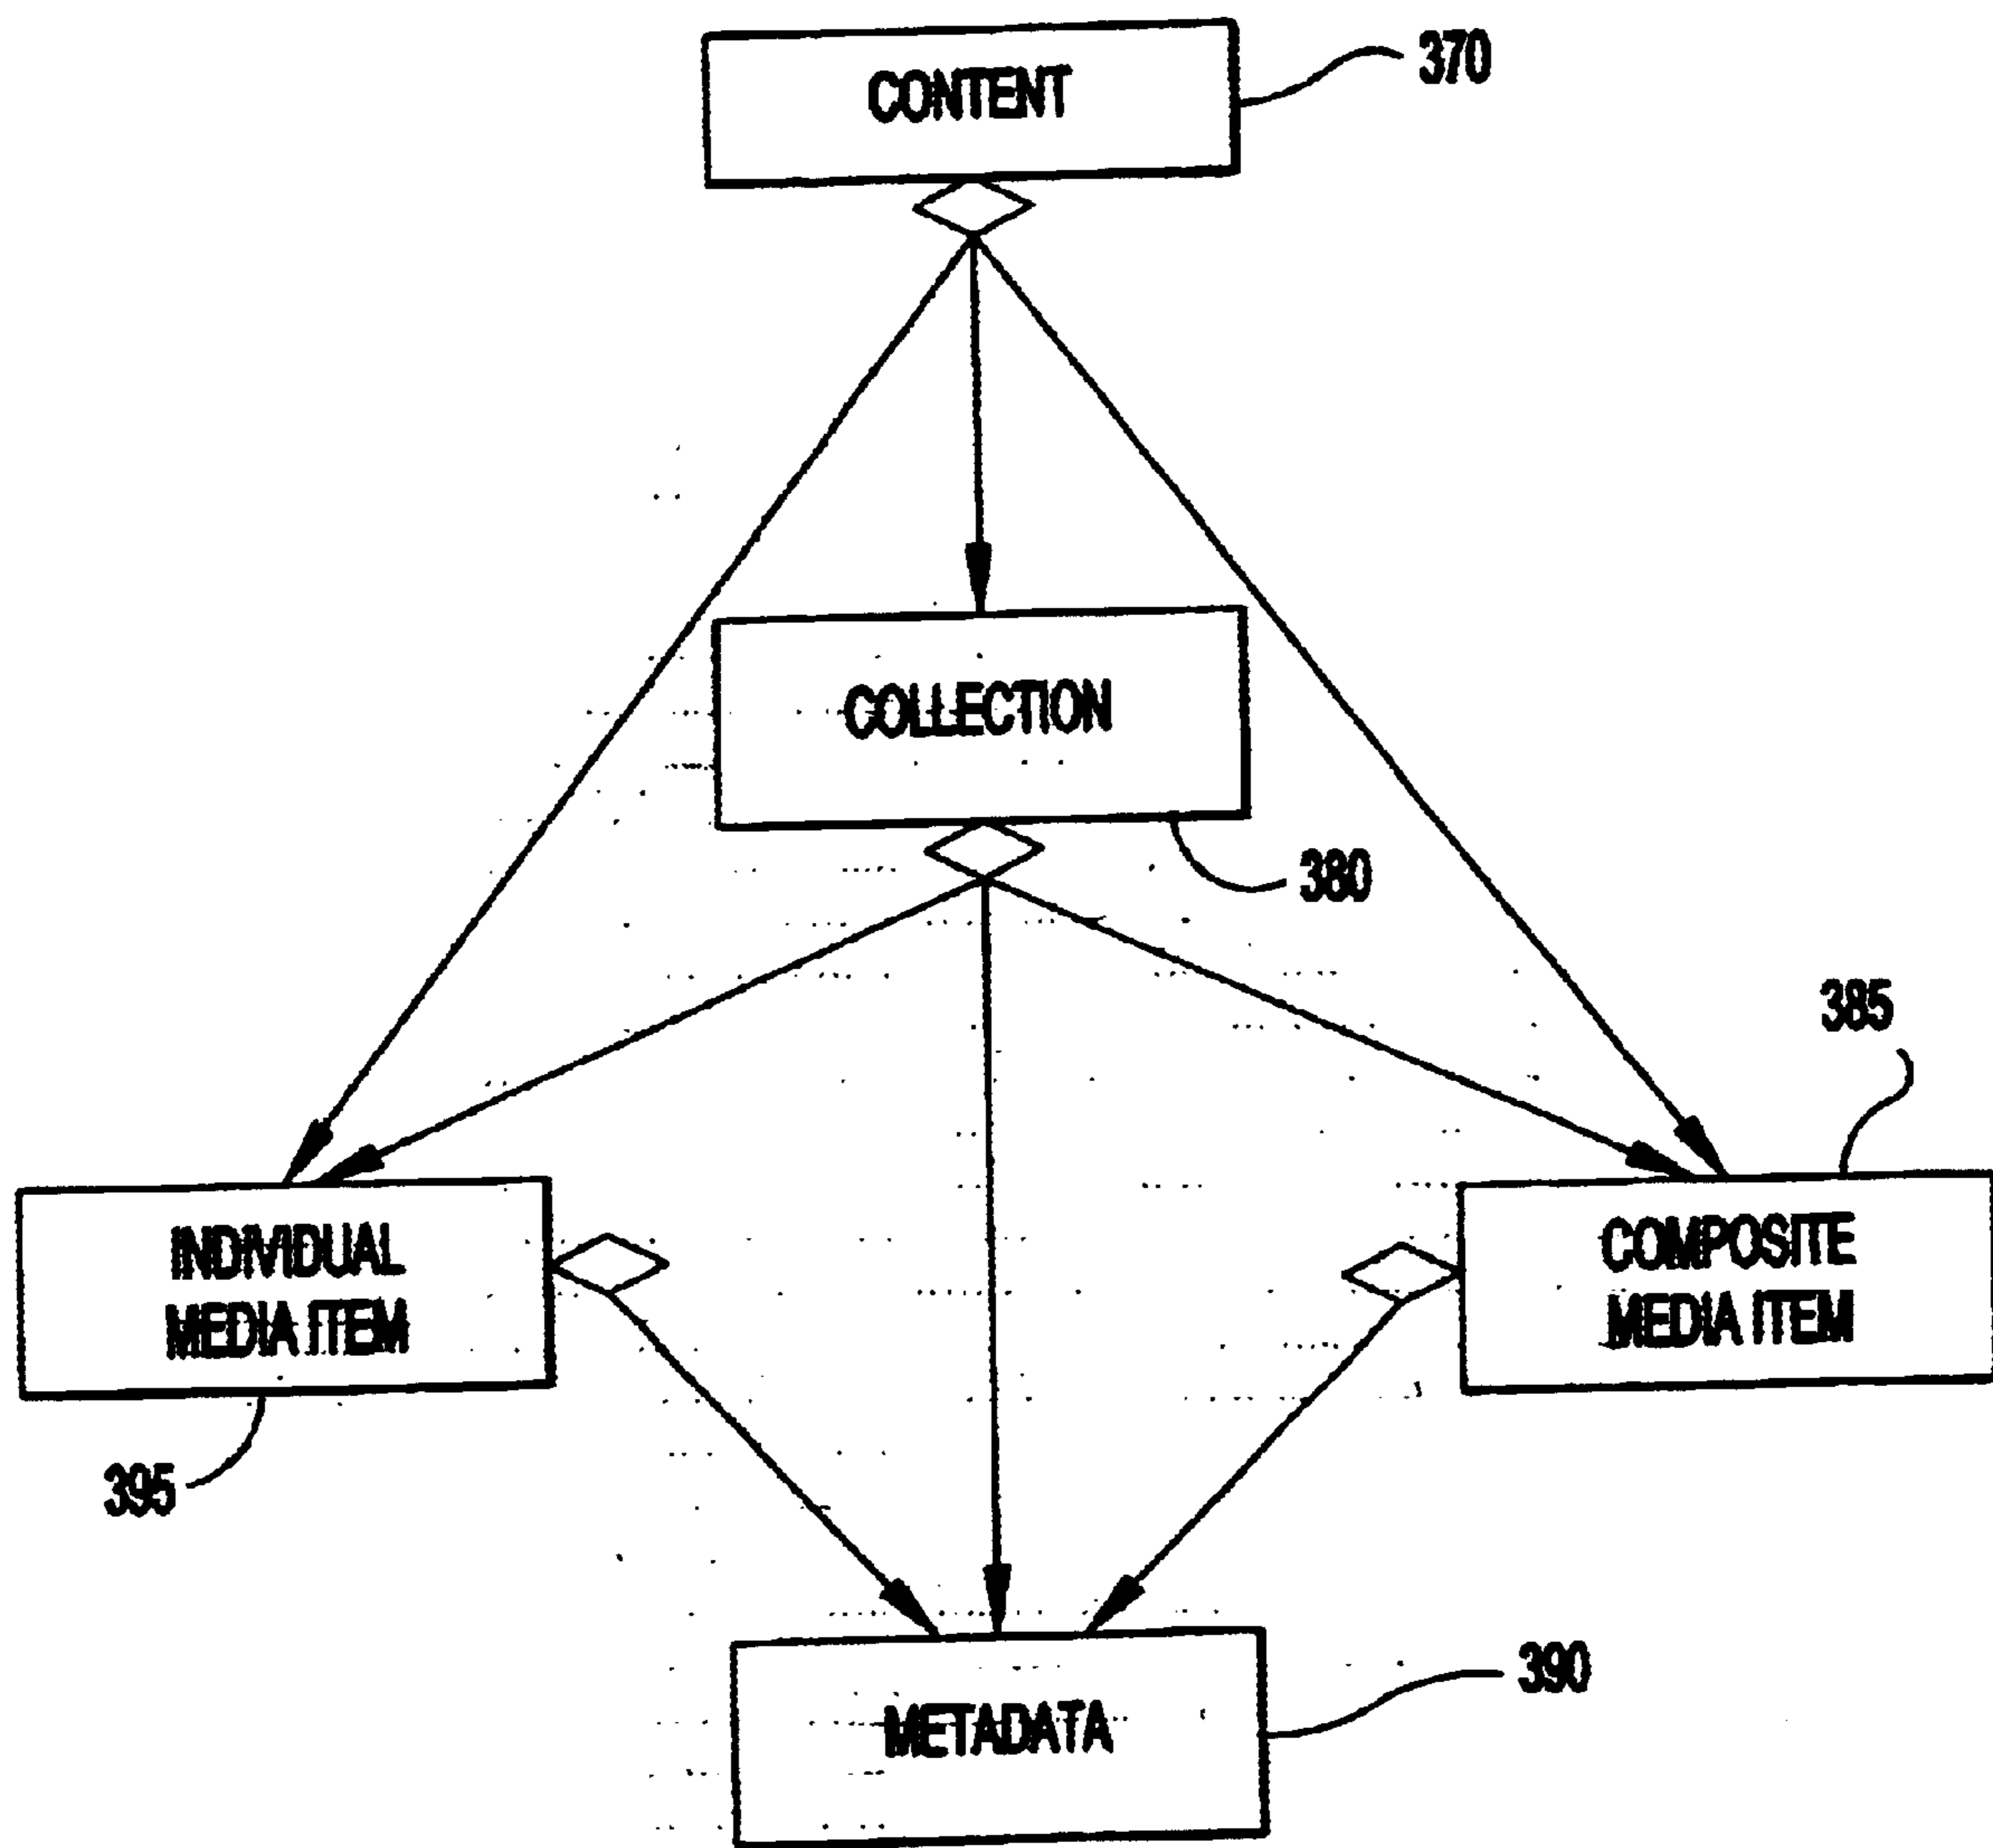 CONTENT
370
COLLECTION
380
385
INDIVIDUAL
MEDIA ITEM
COMPOSITE
MEDIA ITEM
395
390
METADATA